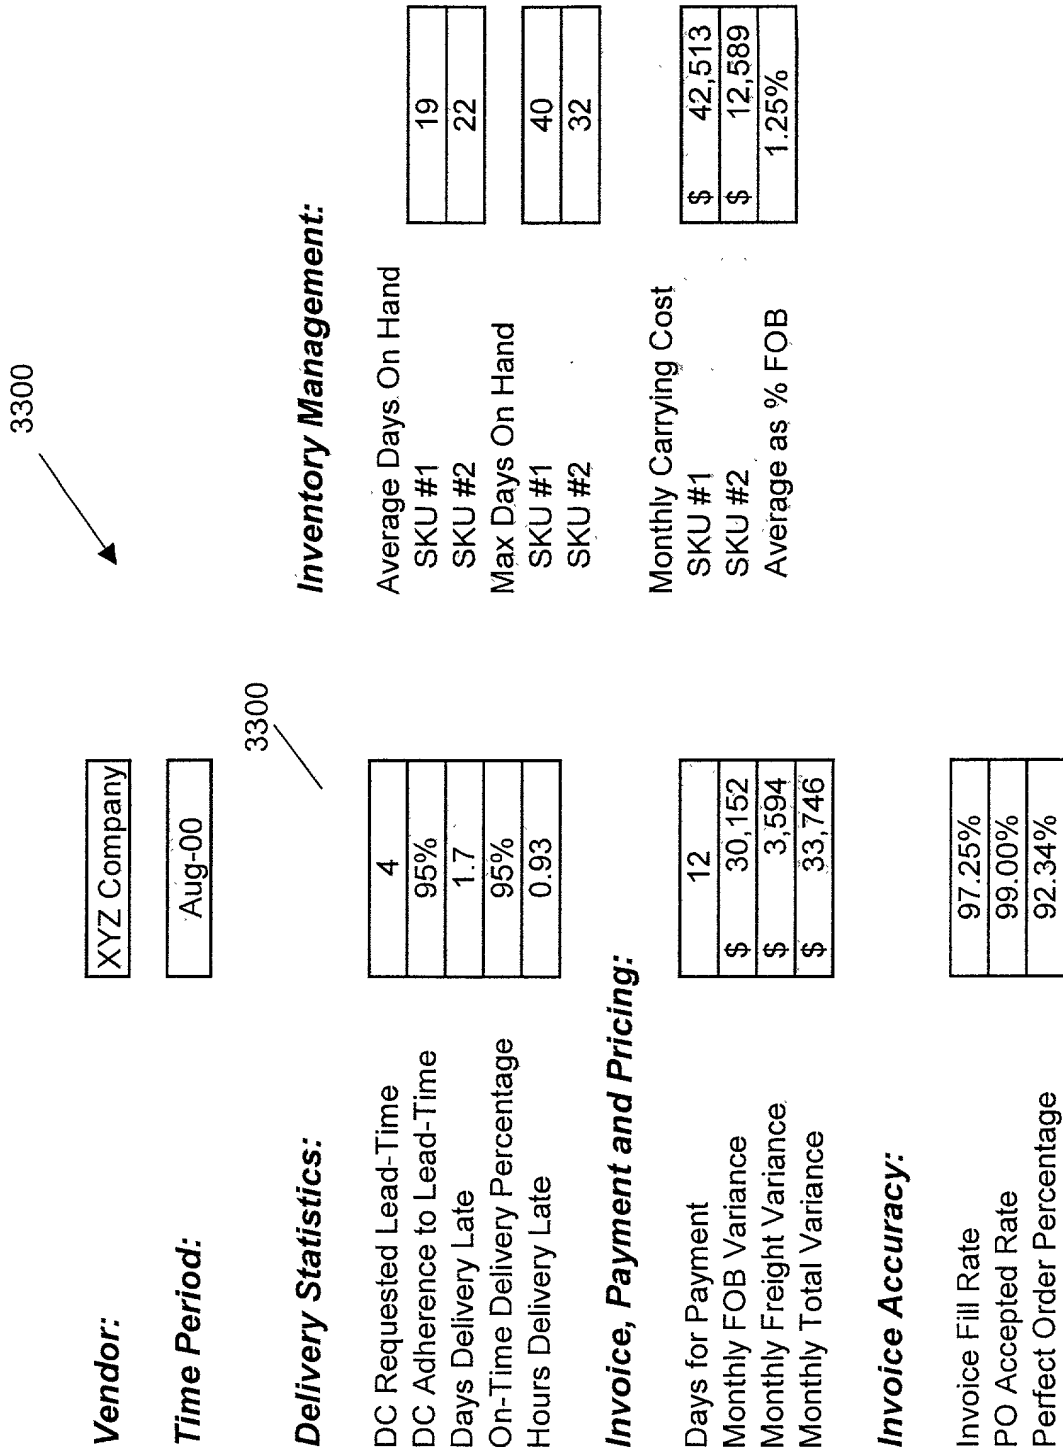 3300
Vendor: XYZ Company
Time Period: Aug-00
3300
Delivery Statistics:
DC Requested Lead-Time 4
DC Adherence to Lead-Time 95%
Days Delivery Late 1.7
On-Time Delivery Percentage 95%
Hours Delivery Late 0.93
Invoice, Payment and Pricing:
Days for Payment 12
Monthly FOB Variance $ 30,152
Monthly Freight Variance $ 3,594
Monthly Total Variance $ 33,746
Invoice Accuracy:
Invoice Fill Rate 97.25%
PO Accepted Rate 99.00%
Perfect Order Percentage 92.34%
Inventory Management:
Average Days On Hand
SKU #1 19
SKU #2 22
Max Days On Hand
SKU #1 40
SKU #2 32
Monthly Carrying Cost
SKU #1 $ 42,513
SKU #2 $ 12,589
Average as % FOB 1.25%